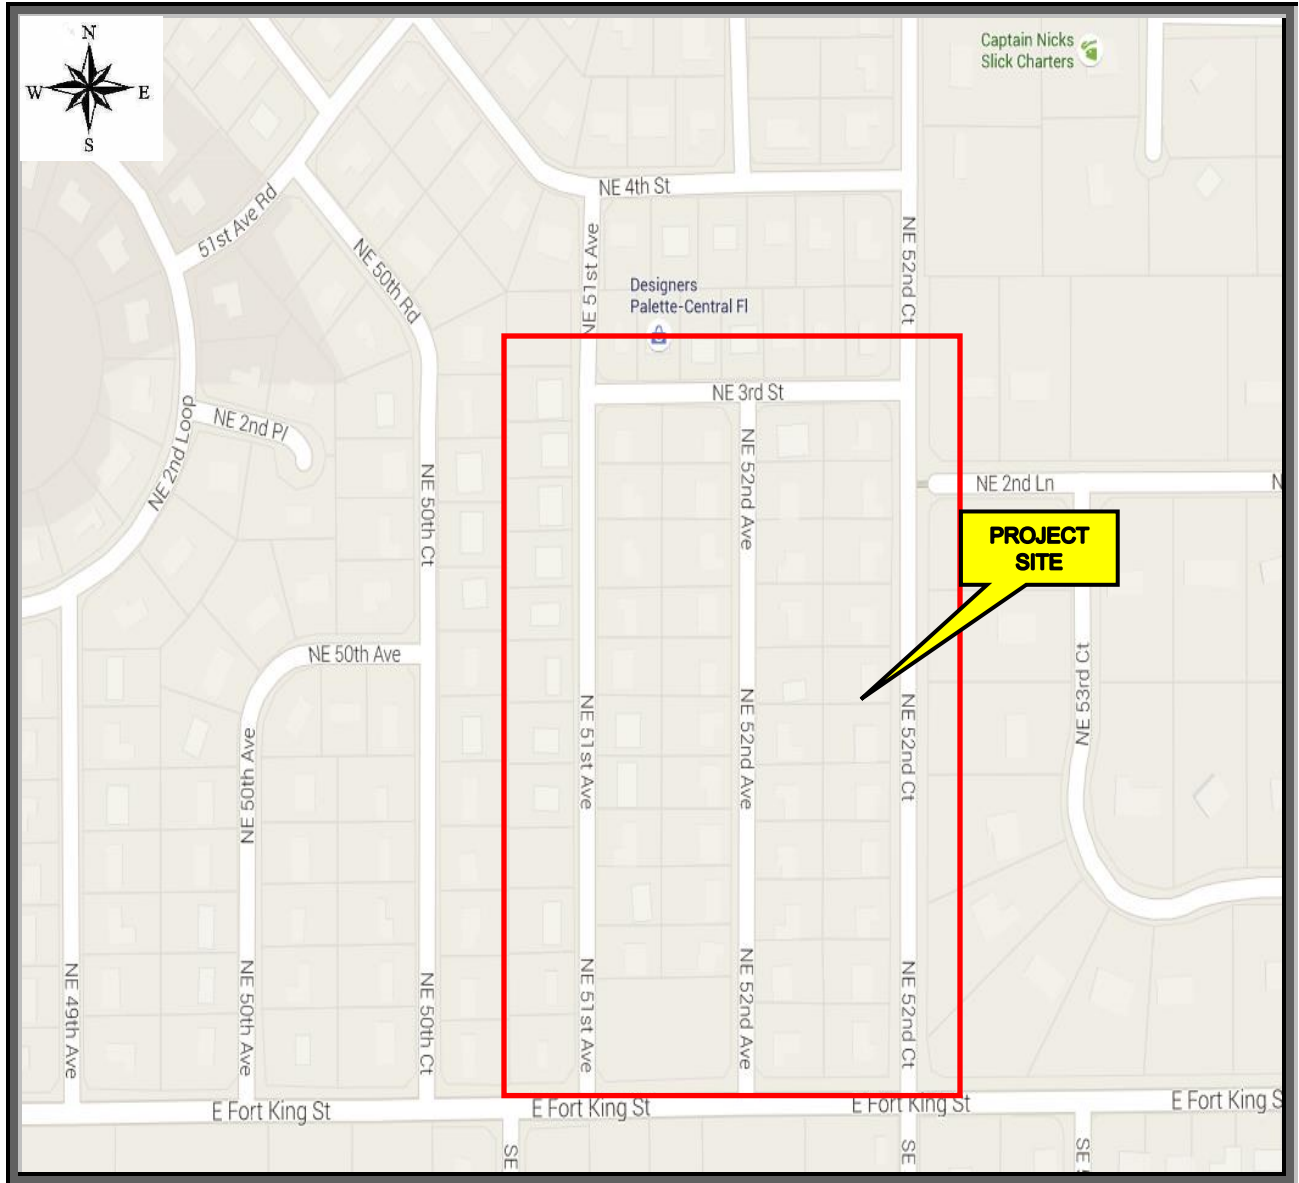 N
W
E
S
Captain Nicks
Slick Charters
NE 4th St
51st Ave Rd
NE 50th Rd
NE 51st Ave
NE 52nd Ct
Designers
Palette-Central Fl
NE 3rd St
NE 2nd Loop
NE 2nd Pl
NE 50th Ct
NE 52nd Ave
NE 2nd Ln
N
PROJECT
SITE
NE 50th Ave
NE 53rd Ct
NE 51st Ave
NE 52nd Ave
NE 52nd Ct
NE 50th Ave
NE 49th Ave
NE 50th Ave
NE 50th Ct
NE 51st Ave
NE 52nd Ave
NE 52nd Ct
E Fort King St
E Fort King St
E Fort King St
E Fort King S
SE
SE
SE